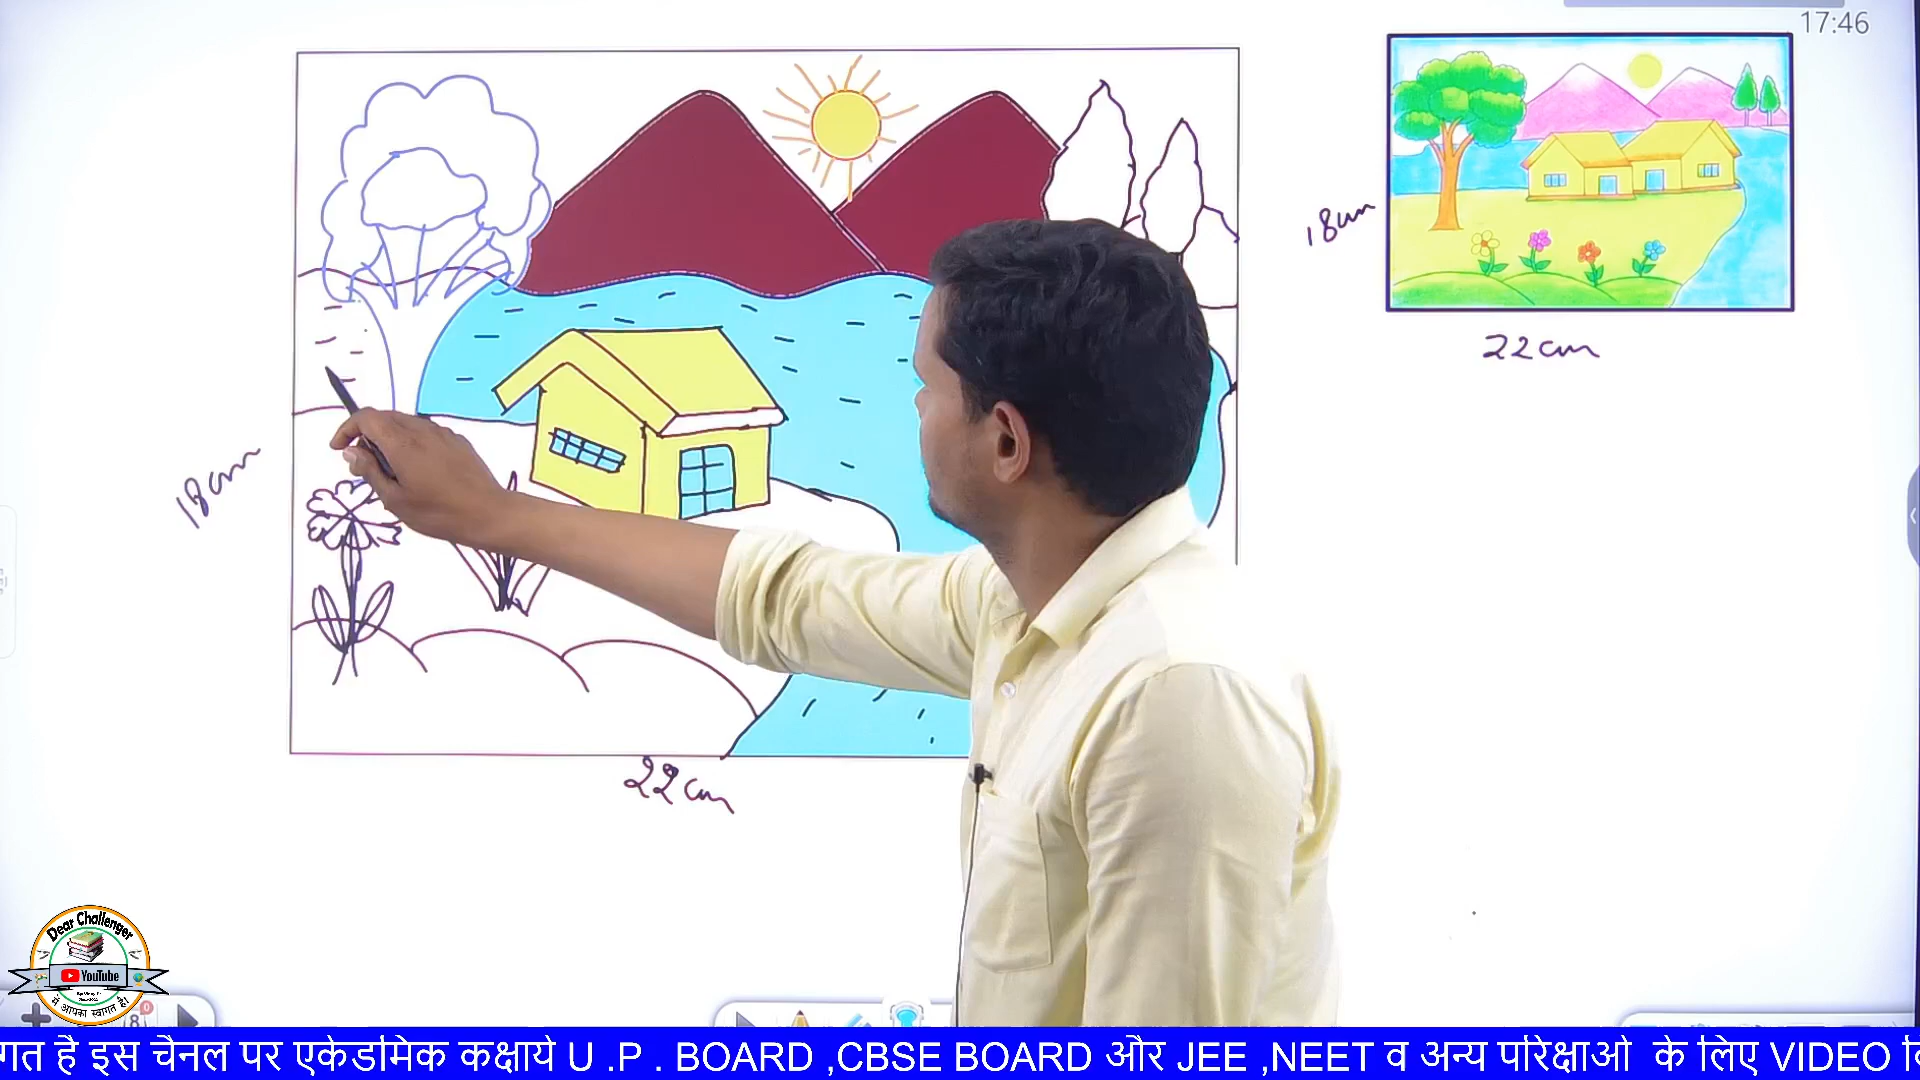 17:46
18cm
22cm
18cm
22cm
Dear Challenger
YouTube
में आपका स्वागत है।
गत है इस चैनल पर एकेडमिक कक्षायें U .P . BOARD ,CBSE BOARD और JEE ,NEET व अन्य परिक्षाओं के लिए VIDEO